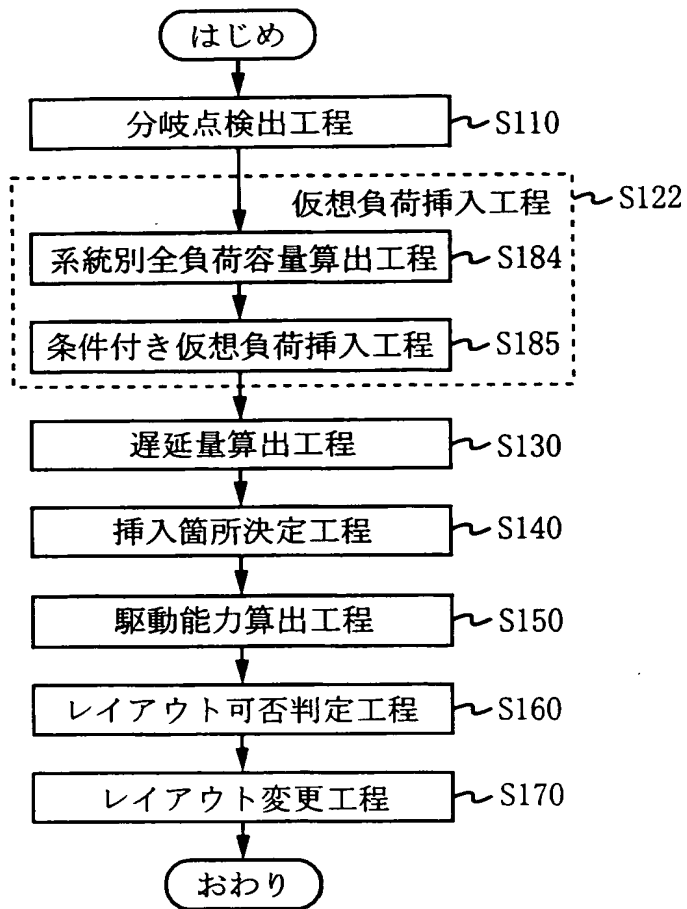 はじめ
分岐点検出工程 S110
仮想負荷挿入工程 S122
系統別全負荷容量算出工程 S184
条件付き仮想負荷挿入工程 S185
遅延量算出工程 S130
挿入箇所決定工程 S140
駆動能力算出工程 S150
レイアウト可否判定工程 S160
レイアウト変更工程 S170
おわり